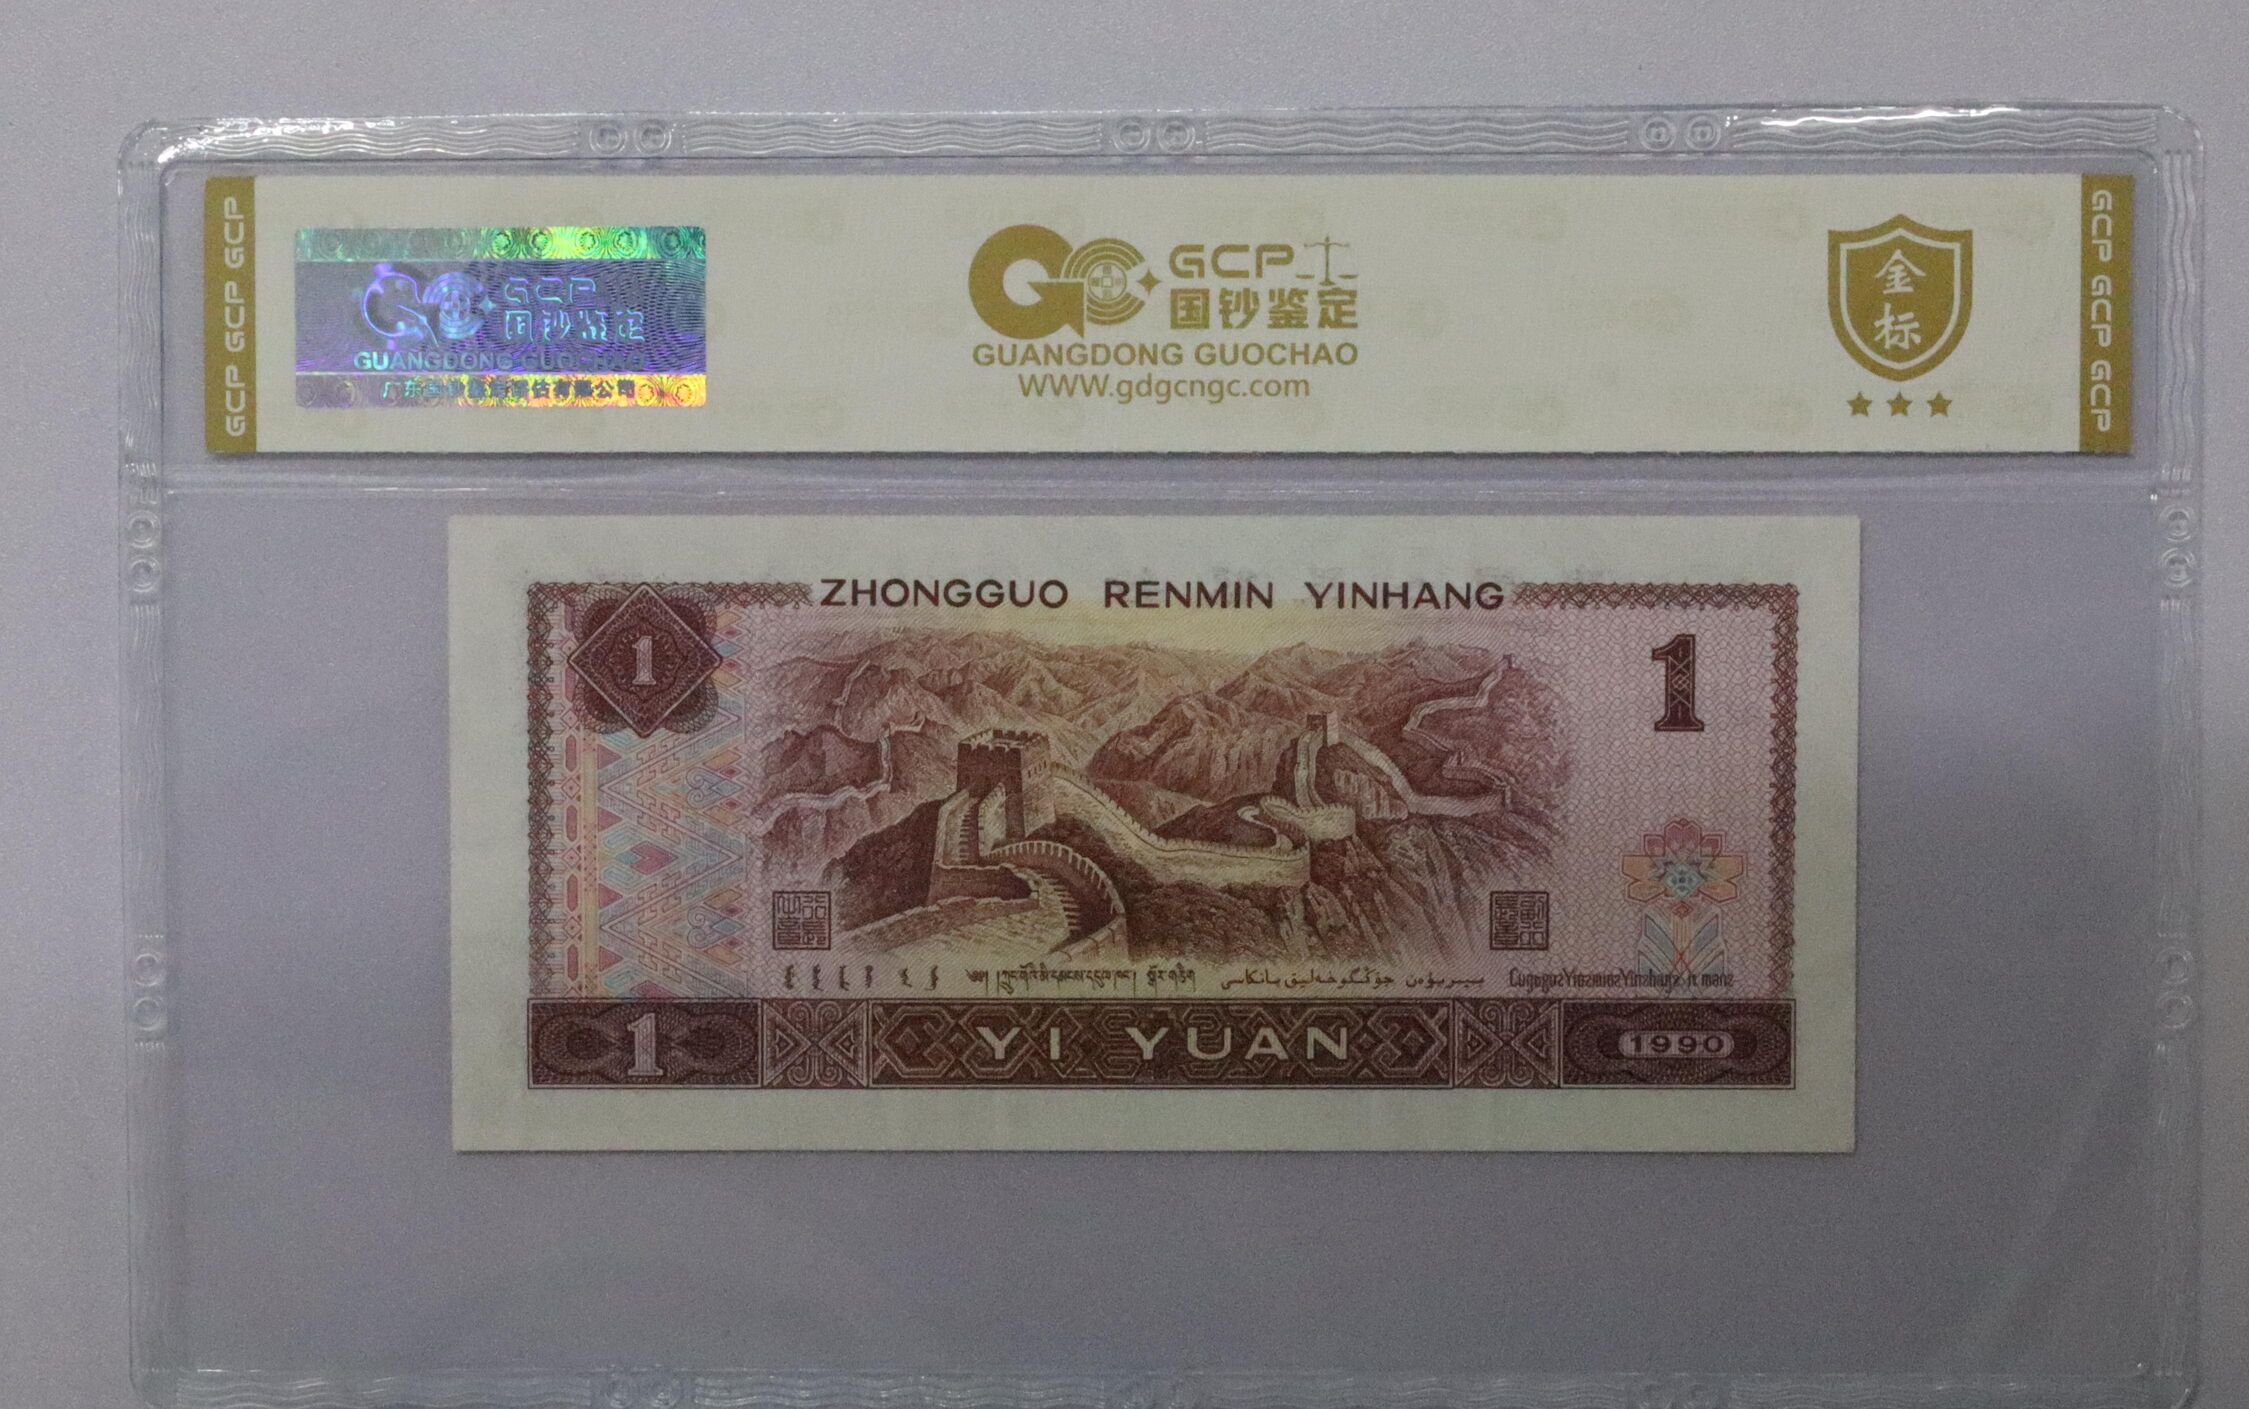 GCP GCP GCP
GCP
国钞鉴定
GUANGDONG GUOCHAO
GCP
国钞鉴定
GUANGDONG GUOCHAO
WWW.gdgcngc.com
金
标
GCP GCP GCP
ZHONGGUO RENMIN YINHANG
1
1
1
YI YUAN
1990